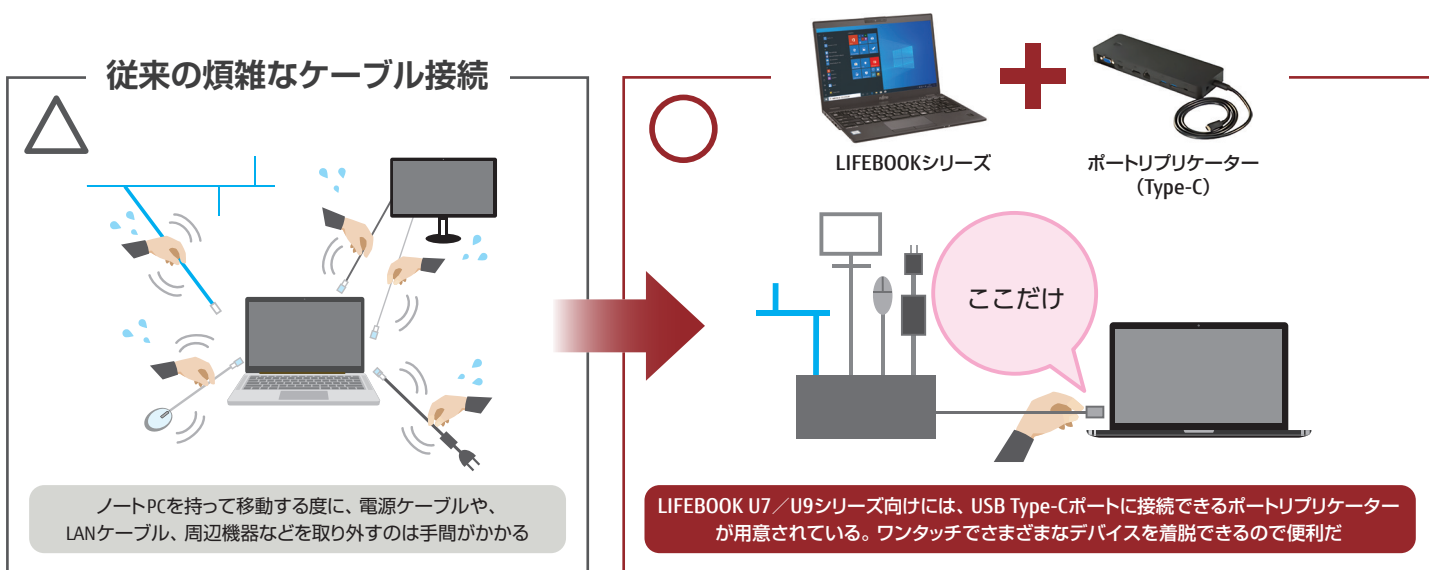 従来の煩雑なケーブル接続
ノートPCを持って移動する度に、電源ケーブルや、
LANケーブル、周辺機器などを取り外すのは手間がかかる
LIFEBOOKシリーズ
ポートリプリケーター
（Type-C）
ここだけ
LIFEBOOK U7／U9シリーズ向けには、USB Type-Cポートに接続できるポートリプリケーター
が用意されている。ワンタッチでさまざまなデバイスを着脱できるので便利だ